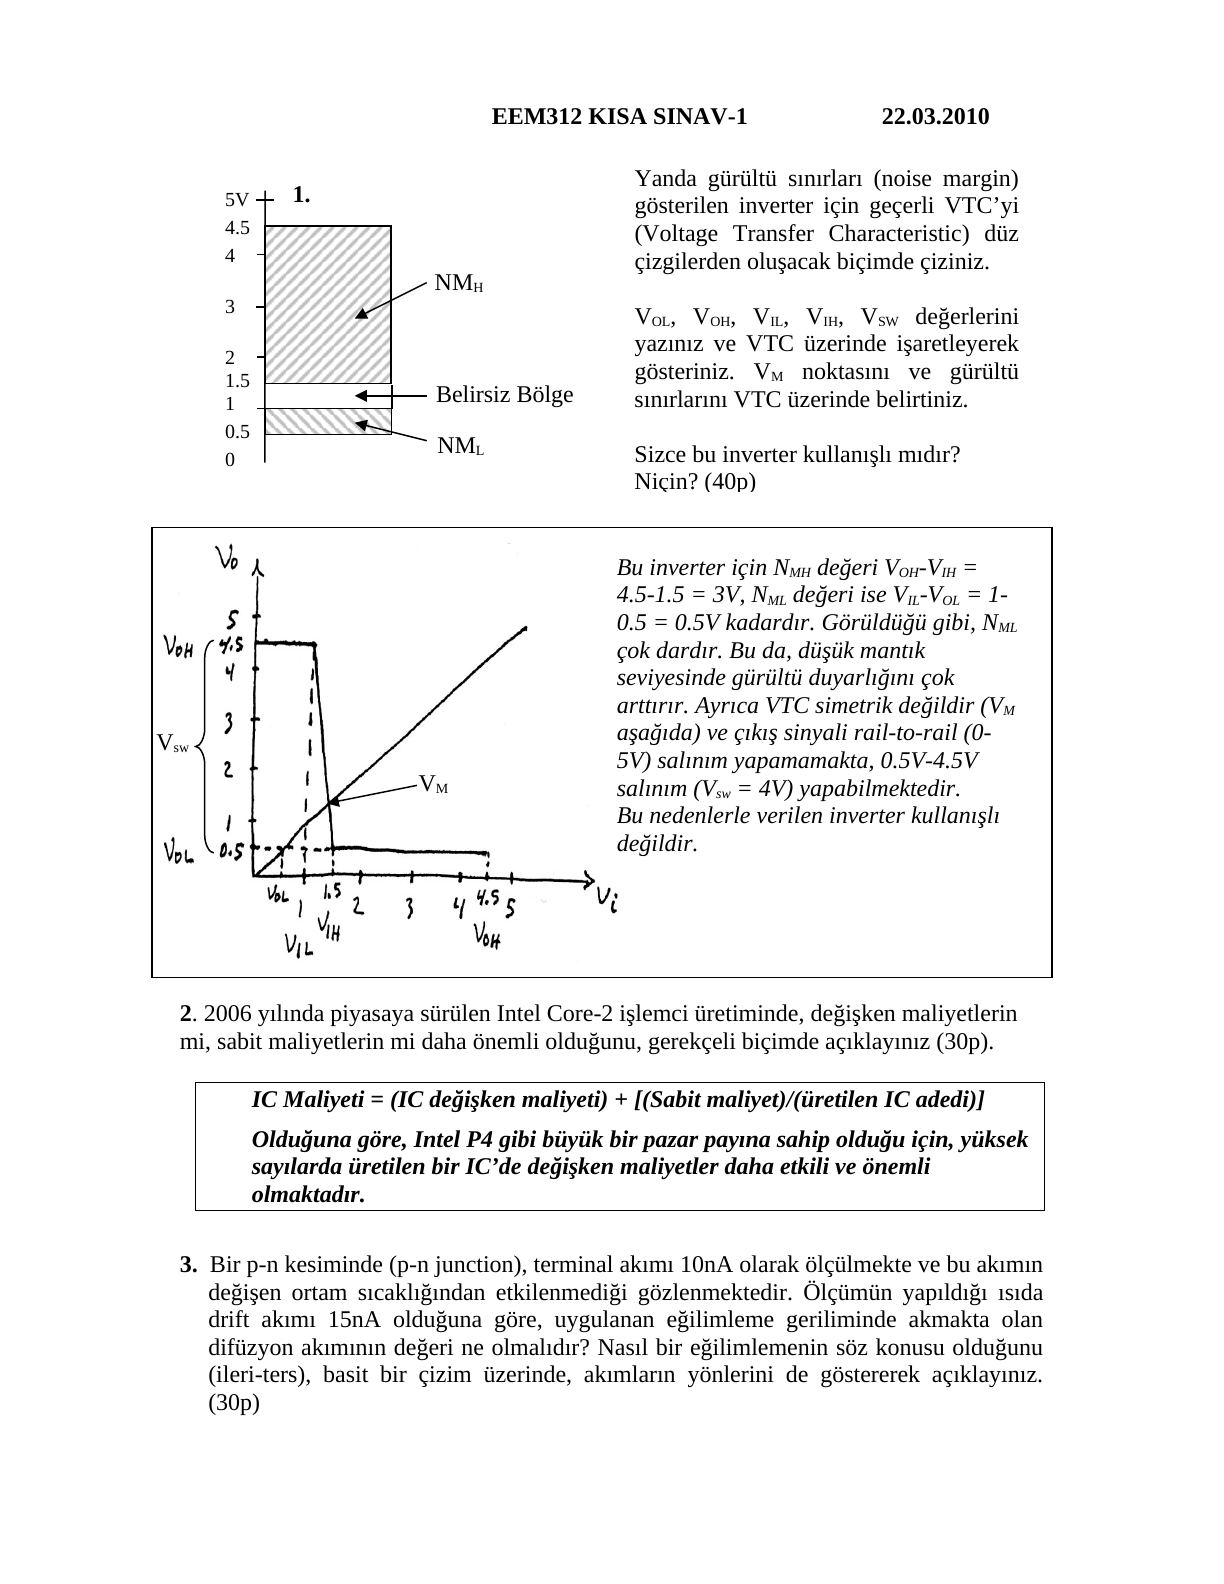 EEM312 KISA SINAV-1 22.03.2010
1.
5V
4.5
4
3
2
1.5
1
0.5
0
NMH
Belirsiz Bölge
NML
Yanda gürültü sınırları (noise margin)
gösterilen inverter için geçerli VTC’yi
(Voltage Transfer Characteristic) düz
çizgilerden oluşacak biçimde çiziniz.
VOL, VOH, VIL, VIH, VSW değerlerini
yazınız ve VTC üzerinde işaretleyerek
gösteriniz. VM noktasını ve gürültü
sınırlarını VTC üzerinde belirtiniz.
Sizce bu inverter kullanışlı mıdır?
Niçin? (40p)
Vo
5
VOH 4.5
4
3
Vsw
2
VM
1
VOL 0.5
VOL 1 1.5 2 3 4 4.5 5 Vi
VIL VIH VOH
Bu inverter için NMH değeri VOH-VIH =
4.5-1.5 = 3V, NML değeri ise VIL-VOL = 1-
0.5 = 0.5V kadardır. Görüldüğü gibi, NML
çok dardır. Bu da, düşük mantık
seviyesinde gürültü duyarlığını çok
arttırır. Ayrıca VTC simetrik değildir (VM
aşağıda) ve çıkış sinyali rail-to-rail (0-
5V) salınım yapamamakta, 0.5V-4.5V
salınım (Vsw = 4V) yapabilmektedir.
Bu nedenlerle verilen inverter kullanışlı
değildir.
2. 2006 yılında piyasaya sürülen Intel Core-2 işlemci üretiminde, değişken maliyetlerin
mi, sabit maliyetlerin mi daha önemli olduğunu, gerekçeli biçimde açıklayınız (30p).
IC Maliyeti = (IC değişken maliyeti) + [(Sabit maliyet)/(üretilen IC adedi)]
Olduğuna göre, Intel P4 gibi büyük bir pazar payına sahip olduğu için, yüksek
sayılarda üretilen bir IC’de değişken maliyetler daha etkili ve önemli
olmaktadır.
3. Bir p-n kesiminde (p-n junction), terminal akımı 10nA olarak ölçülmekte ve bu akımın
değişen ortam sıcaklığından etkilenmediği gözlenmektedir. Ölçümün yapıldığı ısıda
drift akımı 15nA olduğuna göre, uygulanan eğilimleme geriliminde akmakta olan
difüzyon akımının değeri ne olmalıdır? Nasıl bir eğilimlemenin söz konusu olduğunu
(ileri-ters), basit bir çizim üzerinde, akımların yönlerini de göstererek açıklayınız.
(30p)